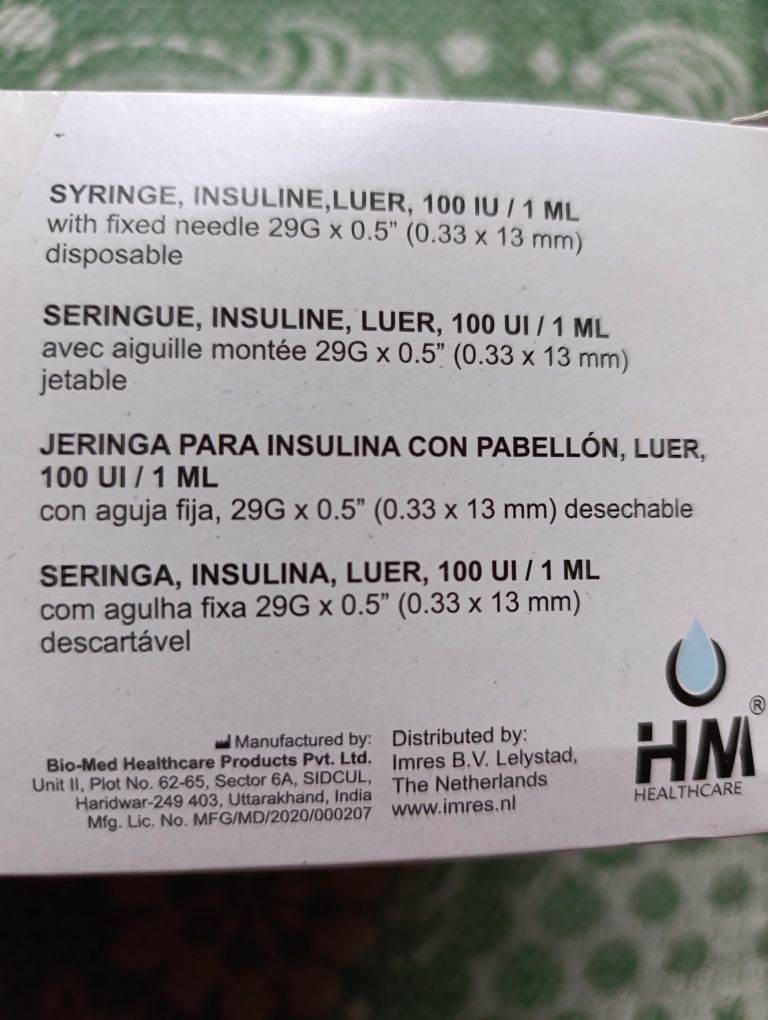 SYRINGE, INSULINE,LUER, 100 IU / 1 ML
with fixed needle 29G x 0.5” (0.33 x 13 mm)
disposable
SERINGUE, INSULINE, LUER, 100 UI / 1 ML
avec aiguille montée 29G x 0.5” (0.33 x 13 mm)
jetable
JERINGA PARA INSULINA CON PABELLÓN, LUER,
100 UI / 1 ML
con aguja fija, 29G x 0.5” (0.33 x 13 mm) desechable
SERINGA, INSULINA, LUER, 100 UI / 1 ML
com agulha fixa 29G x 0.5” (0.33 x 13 mm)
descartável
Manufactured by:
Bio-Med Healthcare Products Pvt. Ltd.
Unit II, Plot No. 62-65, Sector 6A, SIDCUL,
Haridwar-249 403, Uttarakhand, India
Mfg. Lic. No. MFG/MD/2020/000207
Distributed by:
Imres B.V. Lelystad,
The Netherlands
www.imres.nl
HM®
HEALTHCARE